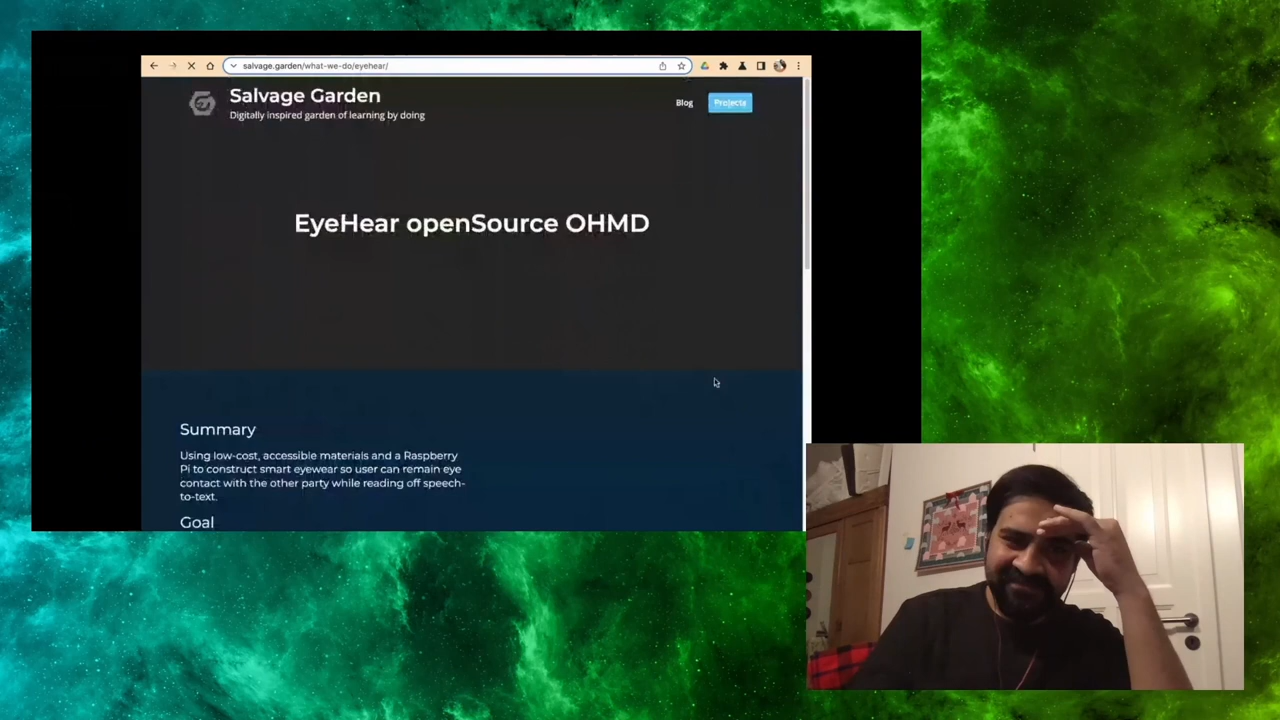 salvage.garden/what-we-do/eyehear/
Salvage Garden
Digitally inspired garden of learning by doing
Blog
Projects
EyeHear openSource OHMD
Summary
Using low-cost, accessible materials and a Raspberry
Pi to construct smart eyewear so user can remain eye
contact with the other party while reading off speech-
to-text.
Goal